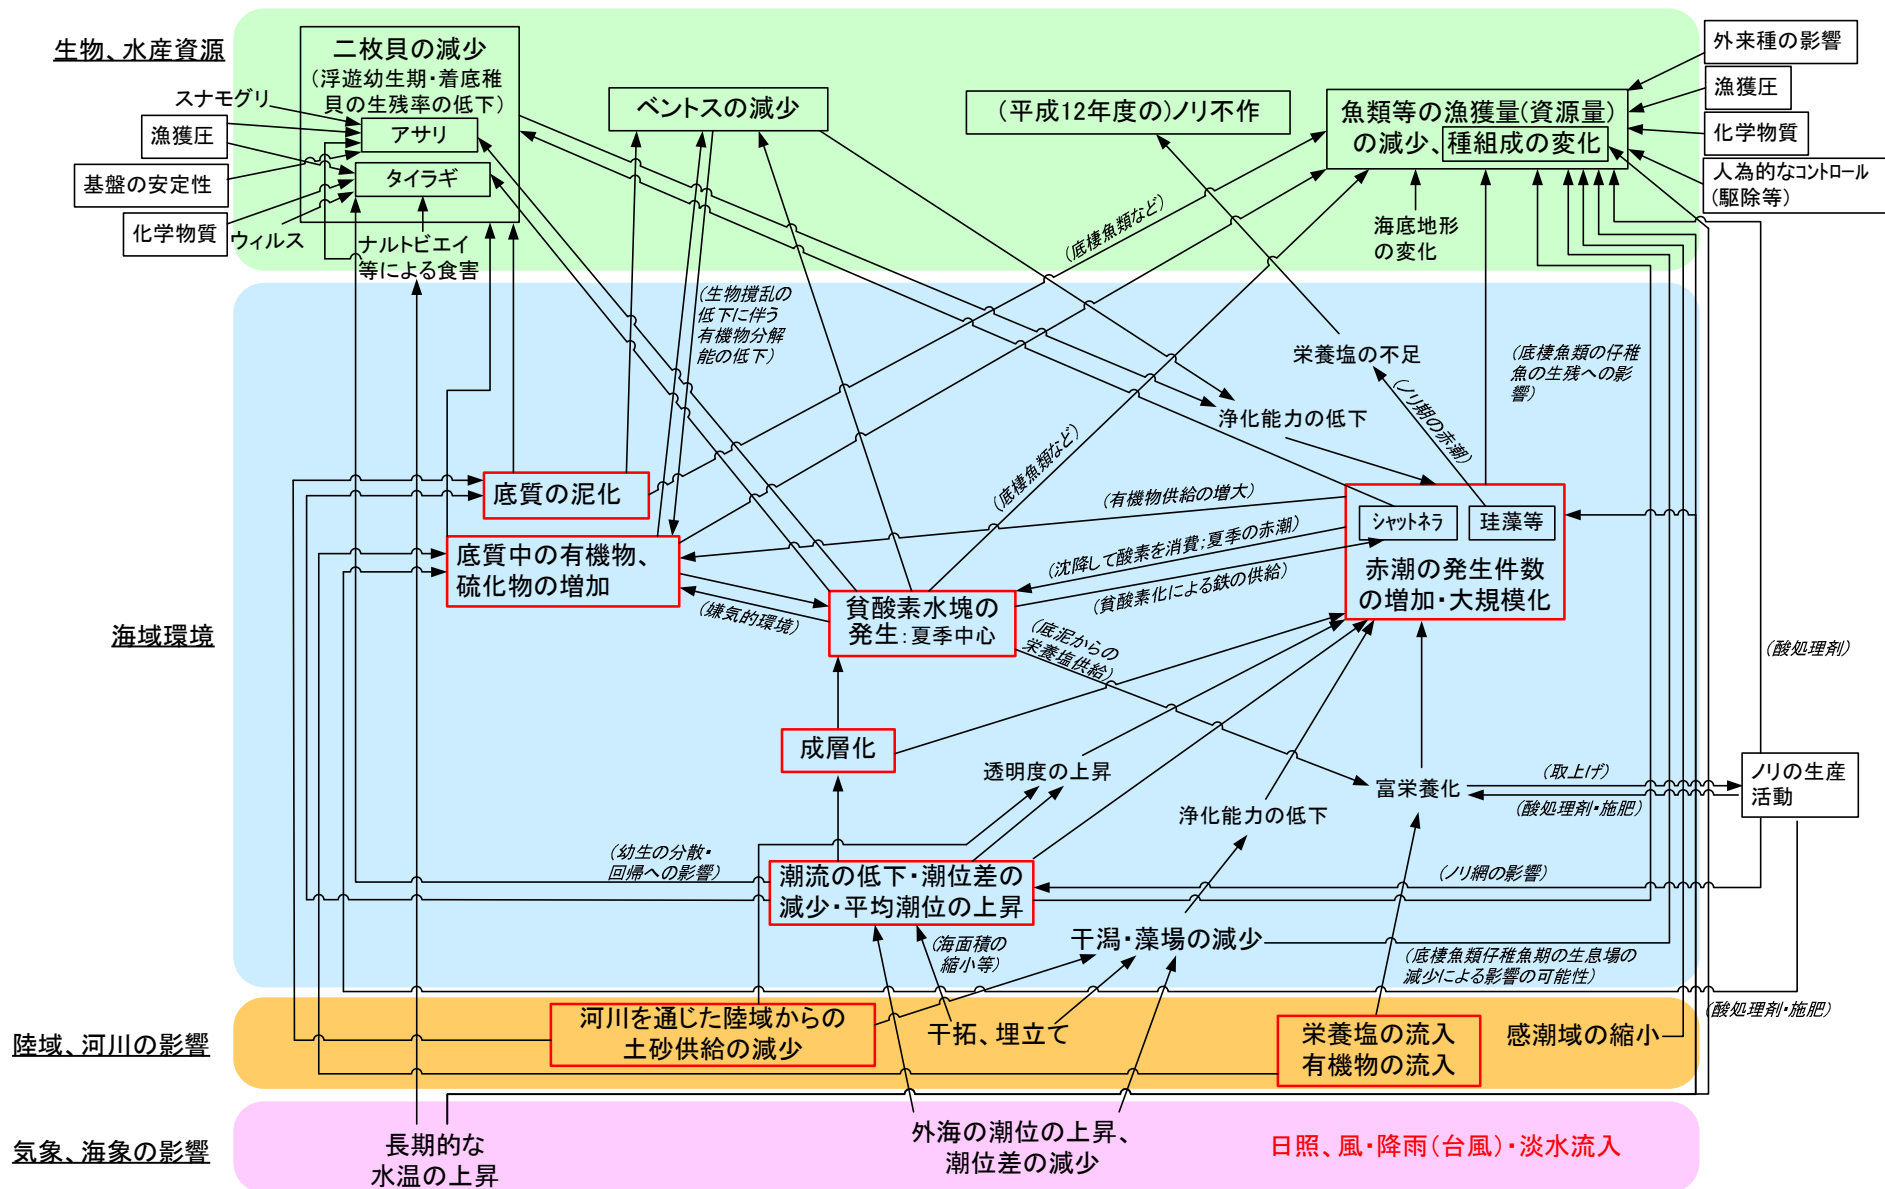 生物、水産資源
二枚貝の減少
（浮遊幼生期・着底稚
貝の生残率の低下）
スナモグリ
アサリ
漁獲圧
タイラギ
基盤の安定性
化学物質
ウィルス
ナルトビエイ
等による食害
ベントスの減少
（平成12年度の）ノリ不作
魚類等の漁獲量（資源量）
の減少、種組成の変化
外来種の影響
漁獲圧
化学物質
人為的なコントロール
（駆除等）
海底地形
の変化
（底棲魚類など）
（生物撹乱の
低下に伴う
有機物分解
能の低下）
海域環境
栄養塩の不足
（底棲魚類の仔稚
魚の生残への影
響）
（ノリ期の赤潮）
浄化能力の低下
（底棲魚類など）
底質の泥化
（有機物供給の増大）
シャットネラ
珪藻等
赤潮の発生件数
の増加・大規模化
底質中の有機物、
硫化物の増加
（沈降して酸素を消費；夏季の赤潮）
（貧酸素化による鉄の供給）
（嫌気的環境）
貧酸素水塊の
発生：夏季中心
（底泥からの
栄養塩供給）
（酸処理剤）
成層化
透明度の上昇
富栄養化
（取上げ）
（酸処理剤・施肥）
ノリの生産
活動
浄化能力の低下
（幼生の分散・
回帰への影響）
潮流の低下・潮位差の
減少・平均潮位の上昇
（ノリ網の影響）
（海面積の
縮小等）
干潟・藻場の減少
（底棲魚類仔稚魚期の生息場の
減少による影響の可能性）
（酸処理剤・施肥）
陸域、河川の影響
河川を通じた陸域からの
土砂供給の減少
干拓、埋立て
栄養塩の流入
有機物の流入
感潮域の縮小
気象、海象の影響
長期的な
水温の上昇
外海の潮位の上昇、
潮位差の減少
日照、風・降雨（台風）・淡水流入